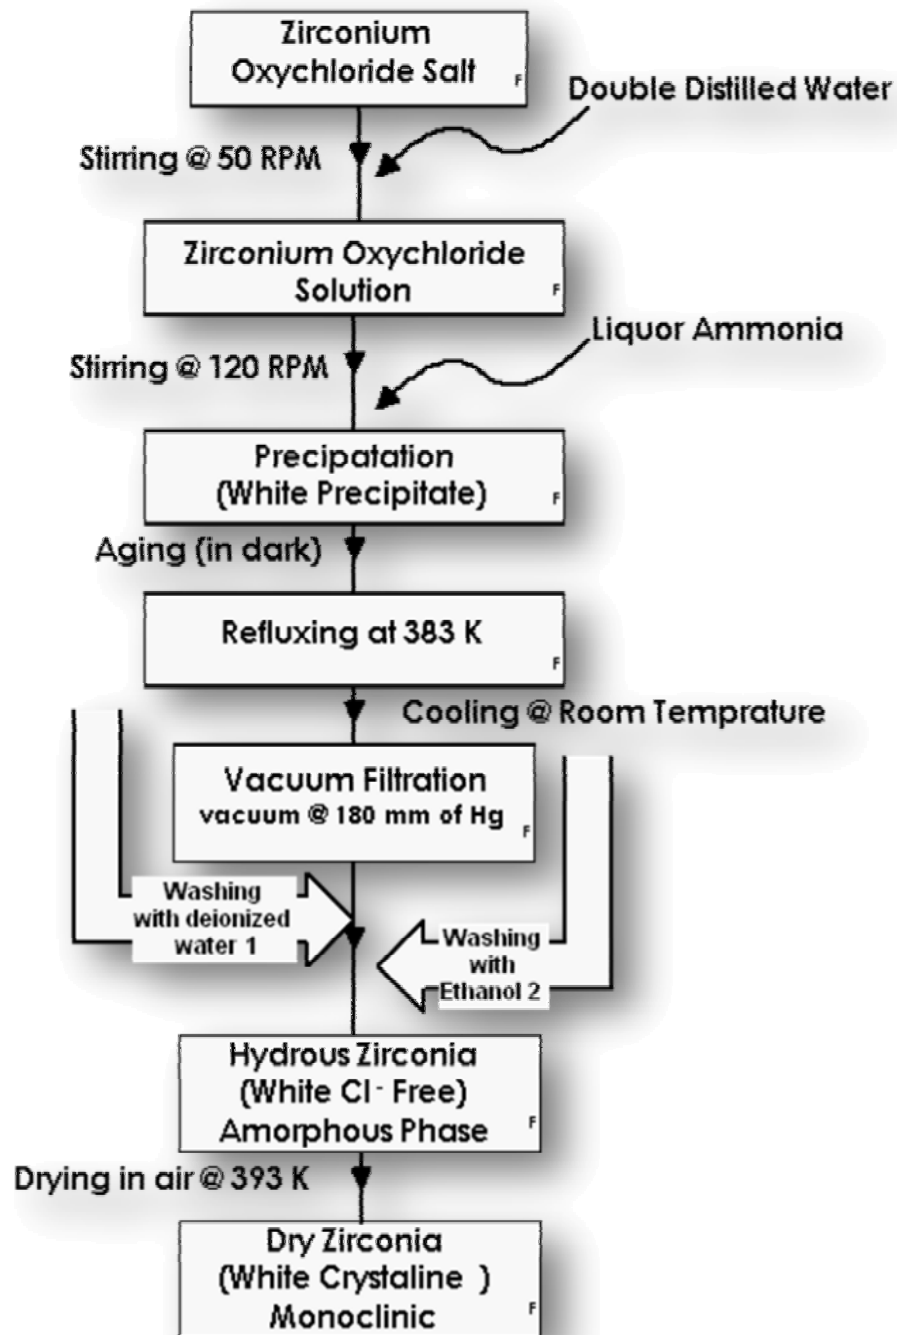 Zirconium
Oxychloride Salt
F
Double Distilled Water
Stirring @ 50 RPM
Zirconium Oxychloride
Solution
F
Liquor Ammonia
Stirring @ 120 RPM
Precipatation
(White Precipitate)
F
Aging (in dark)
Refluxing at 383 K
F
Cooling @ Room Temprature
Vacuum Filtration
vacuum @ 180 mm of Hg
F
Washing
with deionized
water 1
Washing
with
Ethanol 2
Hydrous Zirconia
(White Cl - Free)
Amorphous Phase
F
Drying in air @ 393 K
Dry Zirconia
(White Crystaline )
Monoclinic
F